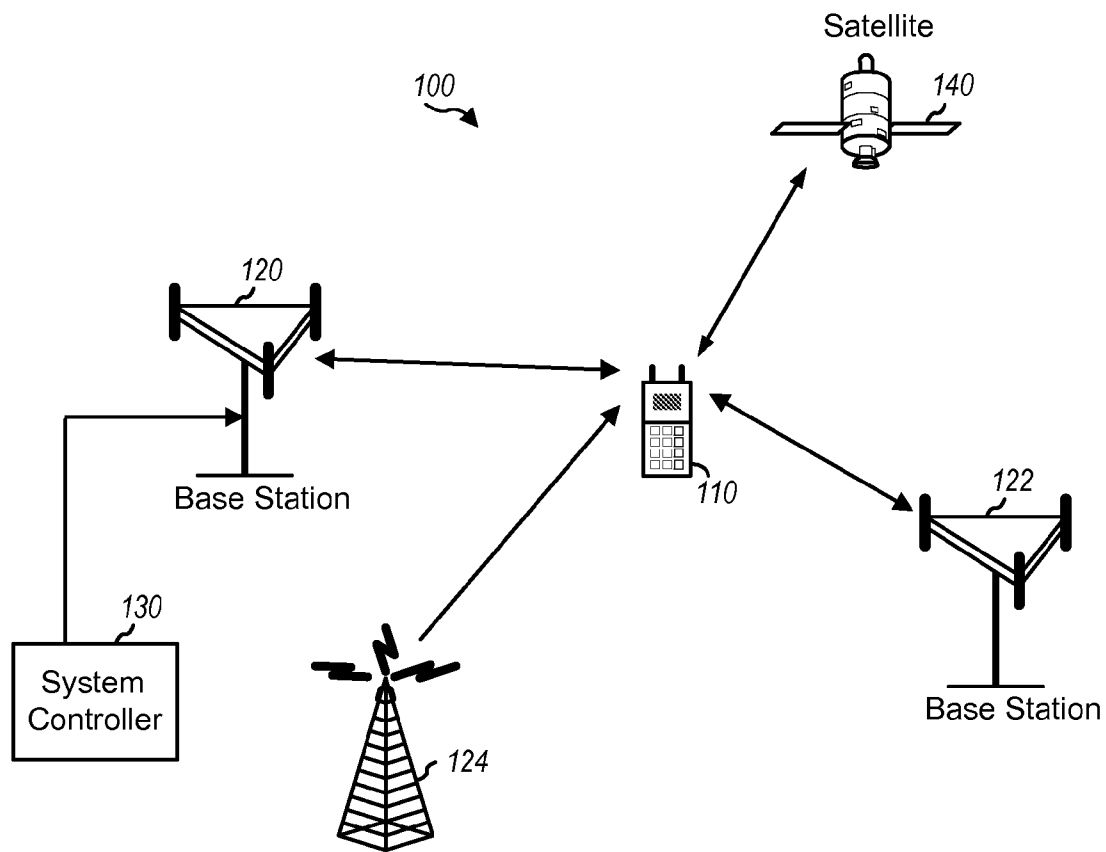 Satellite
100
140
120
110
Base Station
122
130
System
Controller
124
Base Station